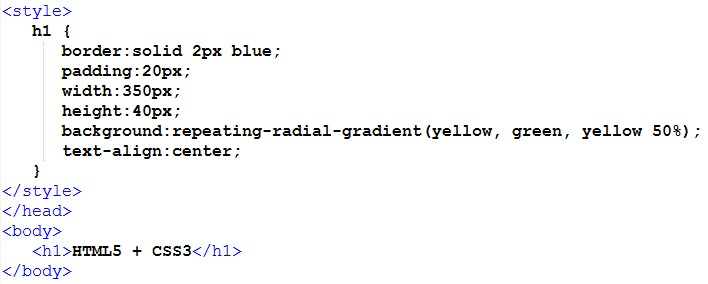 <style>
h1 {
border:solid 2px blue;
padding:20px;
width:350px;
height:40px;
background:repeating-radial-gradient(yellow, green, yellow 50%);
text-align:center;
}
</style>
</head>
<body>
<h1>HTML5 + CSS3</h1>
</body>